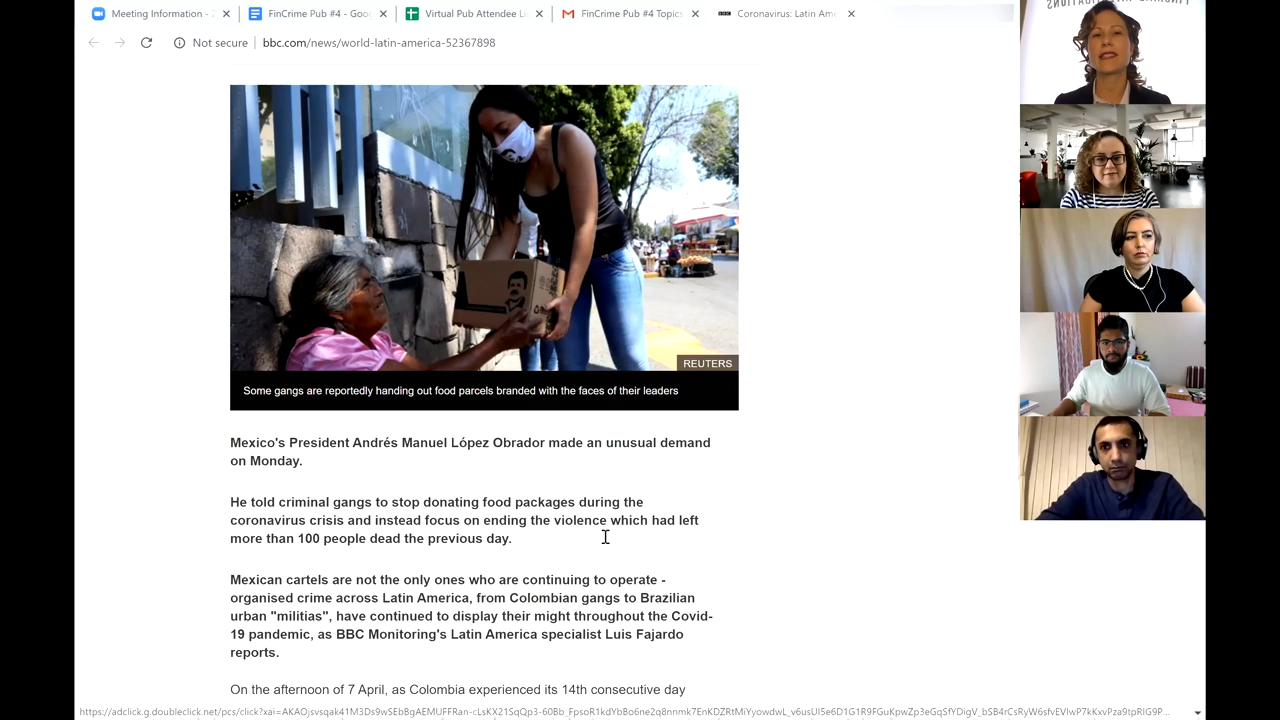 Meeting Information - Z
FinCrime Pub #4 - Goo
Virtual Pub Attendee Li
FinCrime Pub #4 Topics
BBC
Coronavirus: Latin Ame
Not secure
bbc.com/news/world-latin-america-52367898
REUTERS
Some gangs are reportedly handing out food parcels branded with the faces of their leaders
Mexico's President Andrés Manuel López Obrador made an unusual demand
on Monday.
He told criminal gangs to stop donating food packages during the
coronavirus crisis and instead focus on ending the violence which had left
more than 100 people dead the previous day.
Mexican cartels are not the only ones who are continuing to operate -
organised crime across Latin America, from Colombian gangs to Brazilian
urban "militias", have continued to display their might throughout the Covid-
19 pandemic, as BBC Monitoring's Latin America specialist Luis Fajardo
reports.
On the afternoon of 7 April, as Colombia experienced its 14th consecutive day